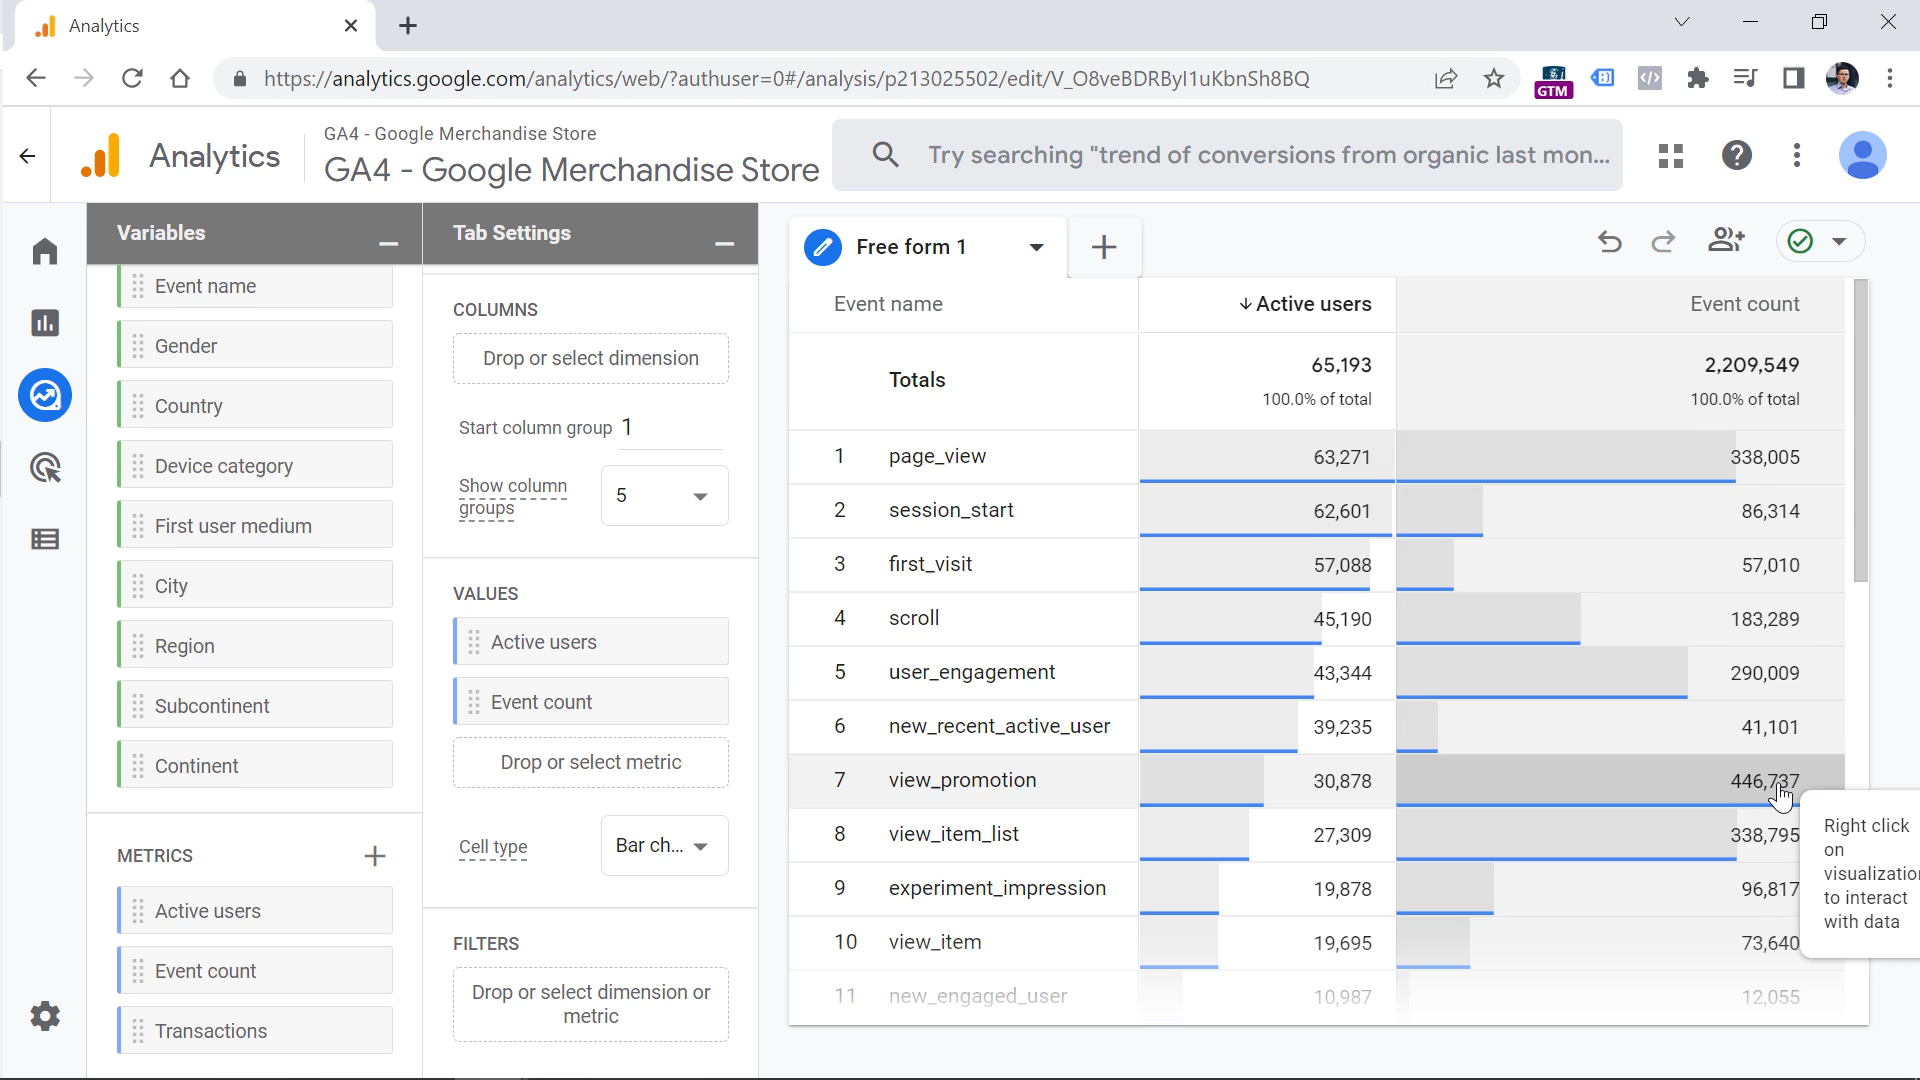 Analytics
https://analytics.google.com/analytics/web/?authuser=0#/analysis/p213025502/edit/V_O8veBDRByI1uKbnSh8BQ
GTM
Analytics
GA4 - Google Merchandise Store
GA4 - Google Merchandise Store
Try searching "trend of conversions from organic last mon...
Variables
Event name
Gender
Country
Device category
First user medium
City
Region
Subcontinent
Continent
METRICS
Active users
Event count
Transactions
Tab Settings
COLUMNS
Drop or select dimension
Start column group 1
Show column
groups
5
VALUES
Active users
Event count
Drop or select metric
Cell type
Bar ch...
FILTERS
Drop or select dimension or
metric
Free form 1
Event name Active users Event count
Totals 65,193 2,209,549
100.0% of total 100.0% of total
1 page_view 63,271 338,005
2 session_start 62,601 86,314
3 first_visit 57,088 57,010
4 scroll 45,190 183,289
5 user_engagement 43,344 290,009
6 new_recent_active_user 39,235 41,101
7 view_promotion 30,878 446,737
8 view_item_list 27,309 338,795
9 experiment_impression 19,878 96,817
10 view_item 19,695 73,640
11 new_engaged_user 10,987 12,055
Right click
on
visualizatio
to interact
with data